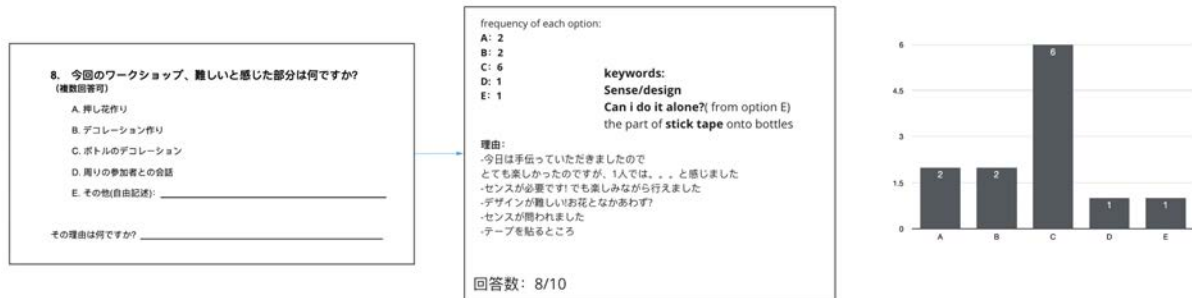 8. 今回のワークショップ、難しいと感じた部分は何ですか?
(複数回答可)
A. 押し花作り
B. デコレーション作り
C. ボトルのデコレーション
D. 周りの参加者との会話
E. その他(自由記述):
その理由は何ですか?
frequency of each option:
A: 2
B: 2
C: 6
D: 1
E: 1
keywords:
Sense/design
Can i do it alone?( from option E)
the part of stick tape onto bottles
理由:
-今日は手伝っていただきましたので
とても楽しかったのですが、1人では。。。と感じました
-センスが必要です! でも楽しみながら行えました
-デザインが難しい!お花となかあわず?
-センスが問われました
-テープを貼るところ
回答数: 8/10
6
4.5
3
1.5
0
2
2
6
1
1
A
B
C
D
E